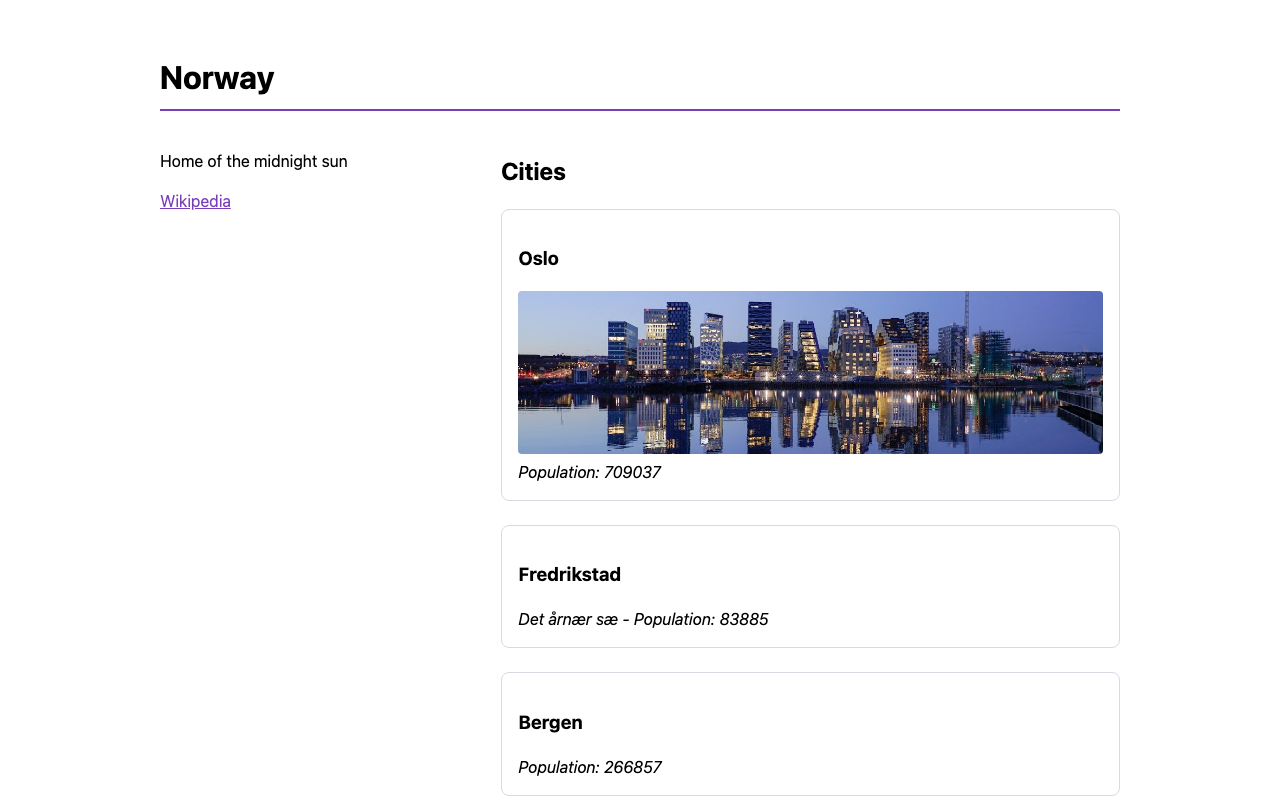 Norway
Home of the midnight sun
Wikipedia
Cities
Oslo
Population: 709037
Fredrikstad
Det årnær sæ - Population: 83885
Bergen
Population: 266857